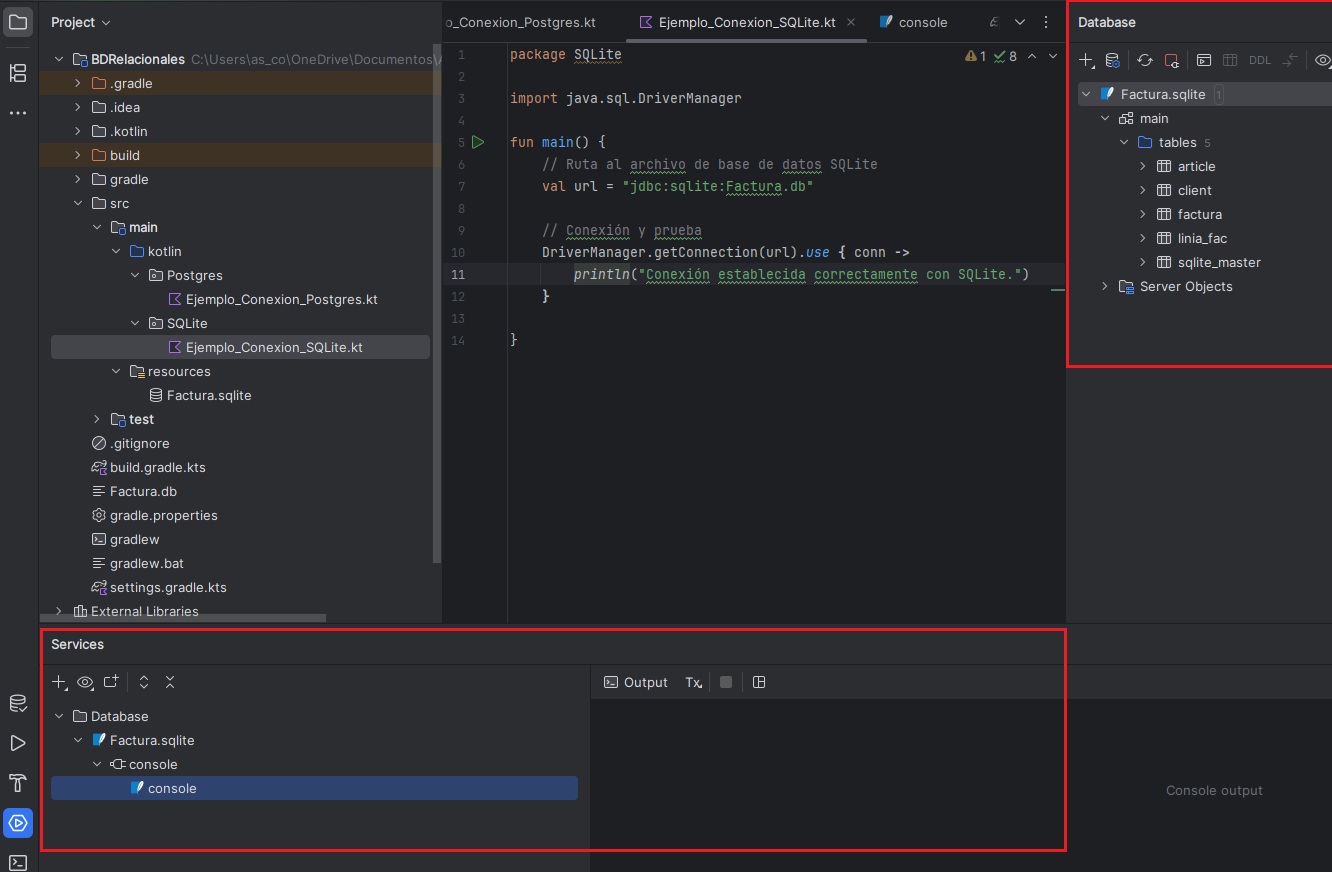 Project
BDRelacionales C:\Users\as_co\OneDrive\Documentos\
.gradle
.idea
.kotlin
build
gradle
src
main
kotlin
Postgres
Ejemplo_Conexion_Postgres.kt
SQLite
Ejemplo_Conexion_SQLite.kt
resources
Factura.sqlite
test
.gitignore
build.gradle.kts
Factura.db
gradle.properties
gradlew
gradlew.bat
settings.gradle.kts
External Libraries
o_Conexion_Postgres.kt Ejemplo_Conexion_SQLite.kt console
1 package SQLite 1 8
2
3 import java.sql.DriverManager
4
5 fun main() {
6 // Ruta al archivo de base de datos SQLite
7 val url = "jdbc:sqlite:Factura.db"
8
9 // Conexión y prueba
10 DriverManager.getConnection(url).use { conn ->
11 println("Conexión establecida correctamente con SQLite.")
12 }
13
14 }
Database
DDL
Factura.sqlite 1
main
tables 5
article
client
factura
linia_fac
sqlite_master
Server Objects
Services
Output Tx
Database
Factura.sqlite
console
console
Console output